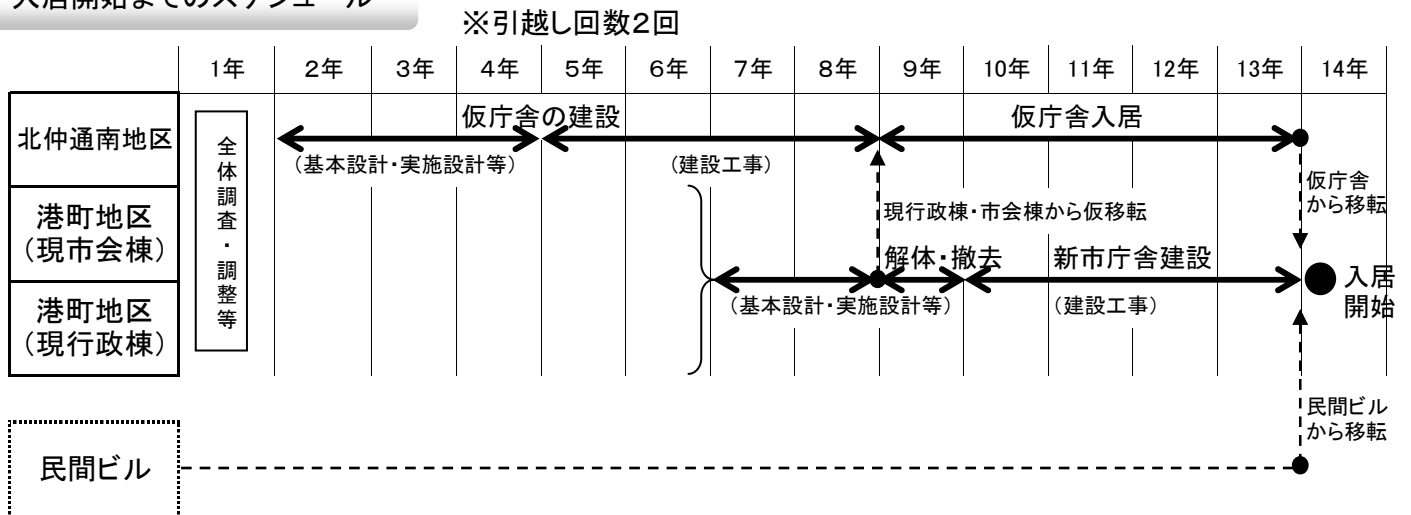 入居開始までのスケジュール
※引越し回数2回
1年 2年 3年 4年 5年 6年 7年 8年 9年 10年 11年 12年 13年 14年
北仲通南地区
全体調査・調整等
仮庁舎の建設
仮庁舎入居
(基本設計・実施設計等)
(建設工事)
仮庁舎
から移転
港町地区
(現市会棟)
現行政棟・市会棟から仮移転
解体・撤去
新市庁舎建設
入居
開始
港町地区
(現行政棟)
(基本設計・実施設計等)
(建設工事)
民間ビル
から移転
民間ビル